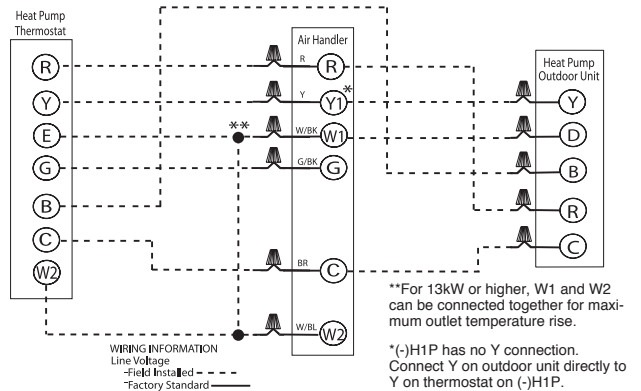 Heat Pump
Thermostat
R
Y
E
G
B
C
W2
**
Air Handler
R
R
Y
Y1
*
W/BK
W1
G/BK
G
BR
C
W/BL
W2
Heat Pump
Outdoor Unit
Y
D
B
R
C
**For 13kW or higher, W1 and W2
can be connected together for maxi-
mum outlet temperature rise.
*(-)H1P has no Y connection.
Connect Y on outdoor unit directly to
Y on thermostat on (-)H1P.
WIRING INFORMATION
Line Voltage
-Field Installed
-Factory Standard